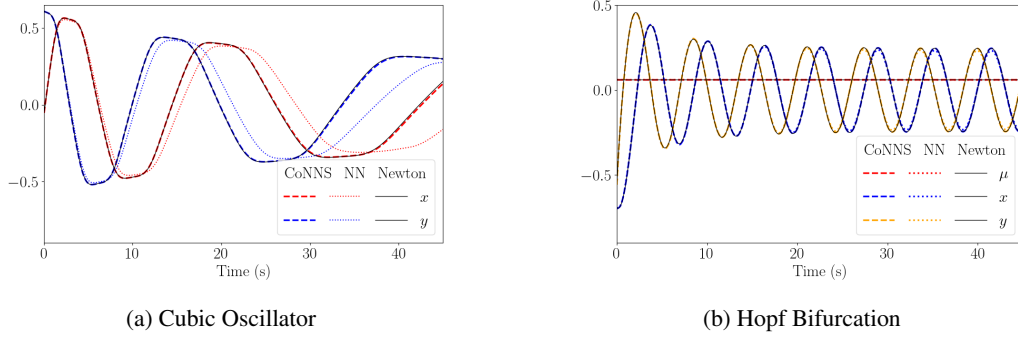 0.5
0.0
−0.5
0 10 20 30 40
Time (s)
CoNNS NN Newton
x
y
(a) Cubic Oscillator
0.5
0.0
−0.5
0 10 20 30 40
Time (s)
CoNNS NN Newton
μ
x
y
(b) Hopf Bifurcation